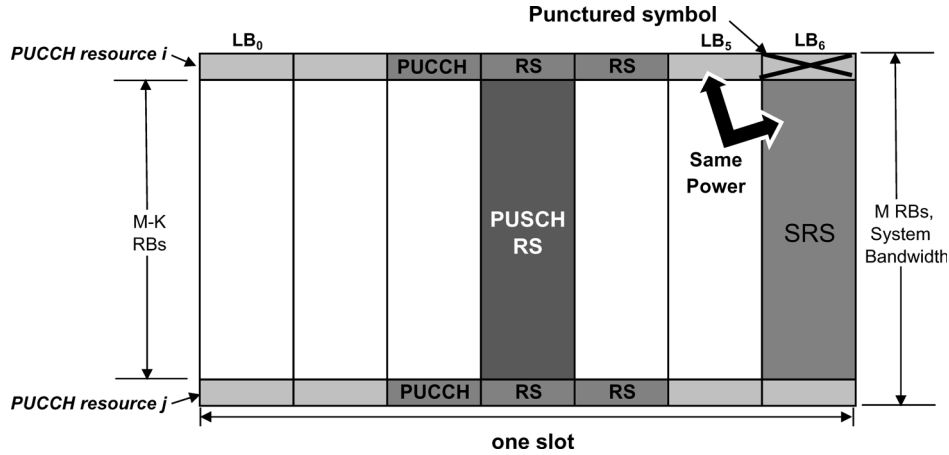 Punctured symbol
PUCCH resource i
LB0
LB5
LB6
PUCCH
RS
RS
Same
Power
M-K
RBs
PUSCH
RS
SRS
M RBs,
System
Bandwidth
PUCCH
RS
RS
PUCCH resource j
one slot